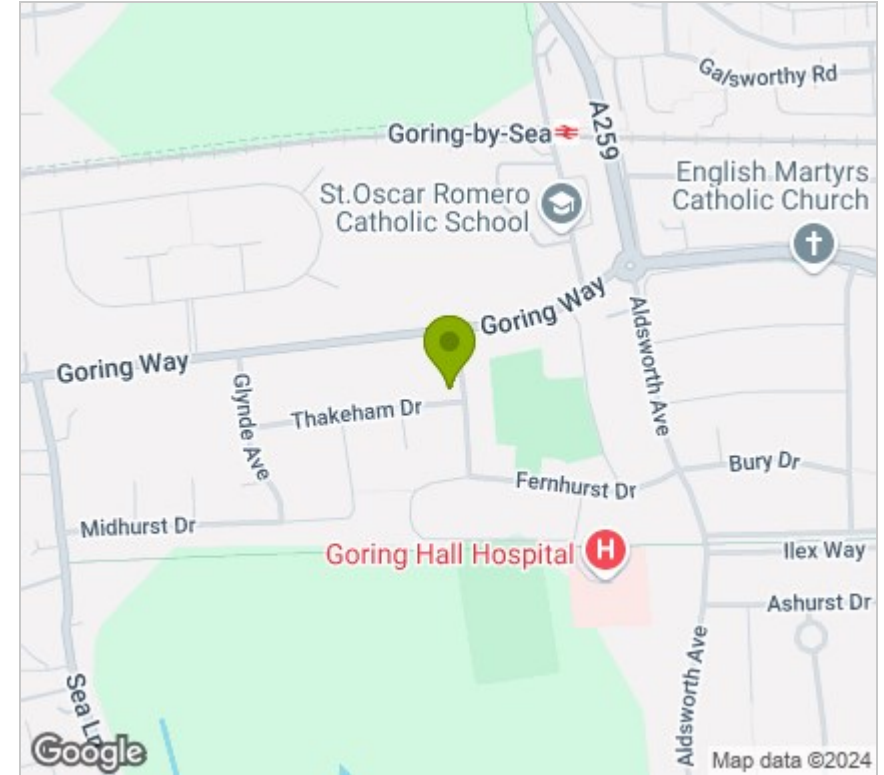 Galsworthy Rd
Goring-by-Sea
A259
English Martyrs
Catholic Church
St.Oscar Romero
Catholic School
Goring Way
Aldsworth Ave
Goring Way
Glynde Ave
Thakeham Dr
Bury Dr
Fernhurst Dr
Midhurst Dr
Goring Hall Hospital
H
Ilex Way
Ashurst Dr
Aldsworth Ave
Sea Ln
Google
Map data ©2024